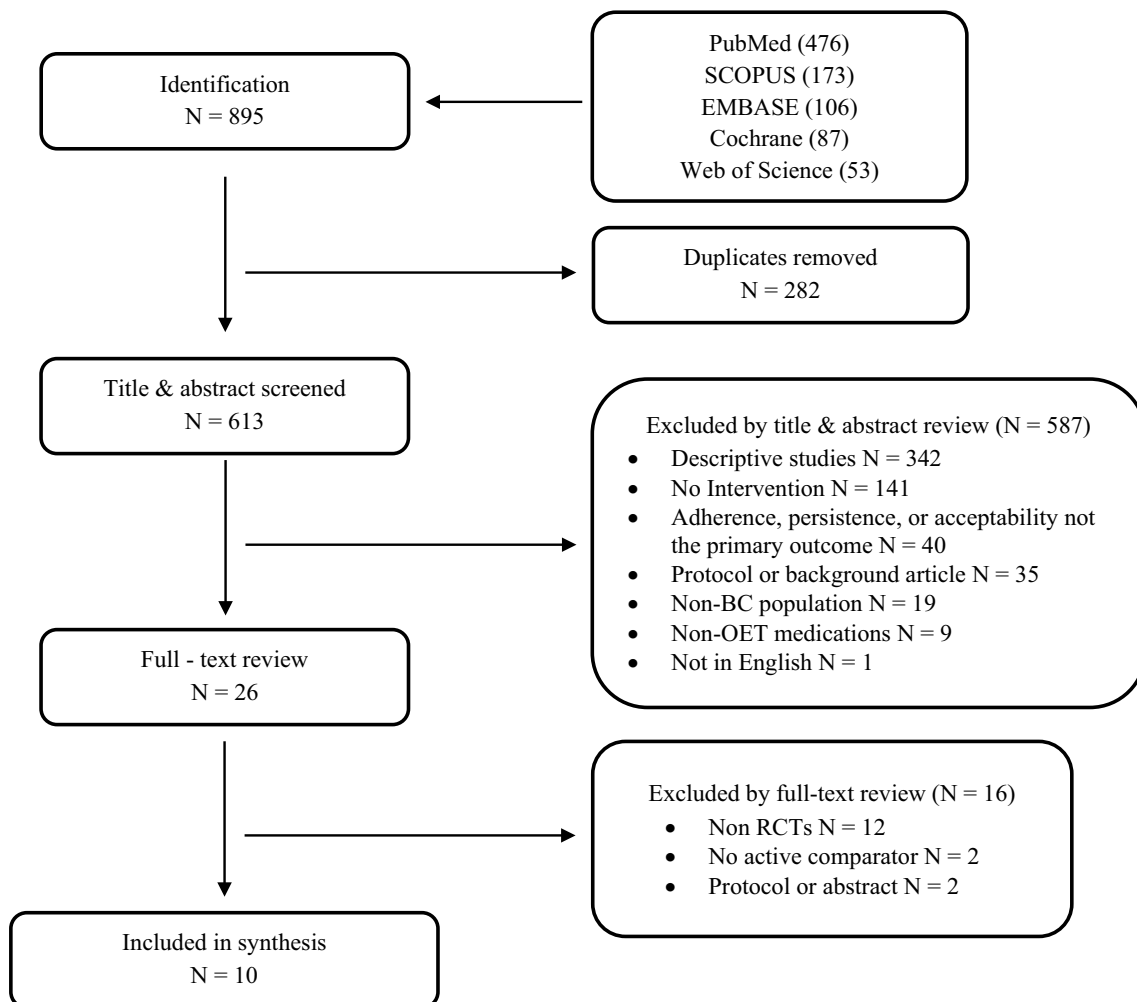 Identification
N = 895
PubMed (476)
SCOPUS (173)
EMBASE (106)
Cochrane (87)
Web of Science (53)
Duplicates removed
N = 282
Title & abstract screened
N = 613
Excluded by title & abstract review (N = 587)
• Descriptive studies N = 342
• No Intervention N = 141
• Adherence, persistence, or acceptability not
the primary outcome N = 40
• Protocol or background article N = 35
• Non-BC population N = 19
• Non-OET medications N = 9
• Not in English N = 1
Full - text review
N = 26
Excluded by full-text review (N = 16)
• Non RCTs N = 12
• No active comparator N = 2
• Protocol or abstract N = 2
Included in synthesis
N = 10